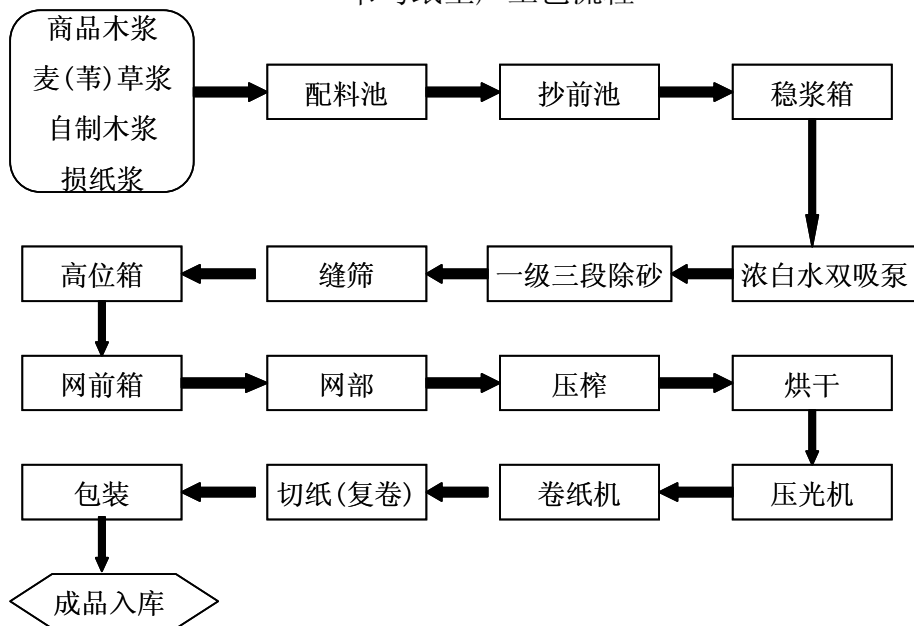 商品木浆
麦(苇)草浆
自制木浆
损纸浆
配料池
抄前池
稳浆箱
浓白水双吸泵
一级三段除砂
缝筛
高位箱
网前箱
网部
压榨
烘干
压光机
卷纸机
切纸(复卷)
包装
成品入库